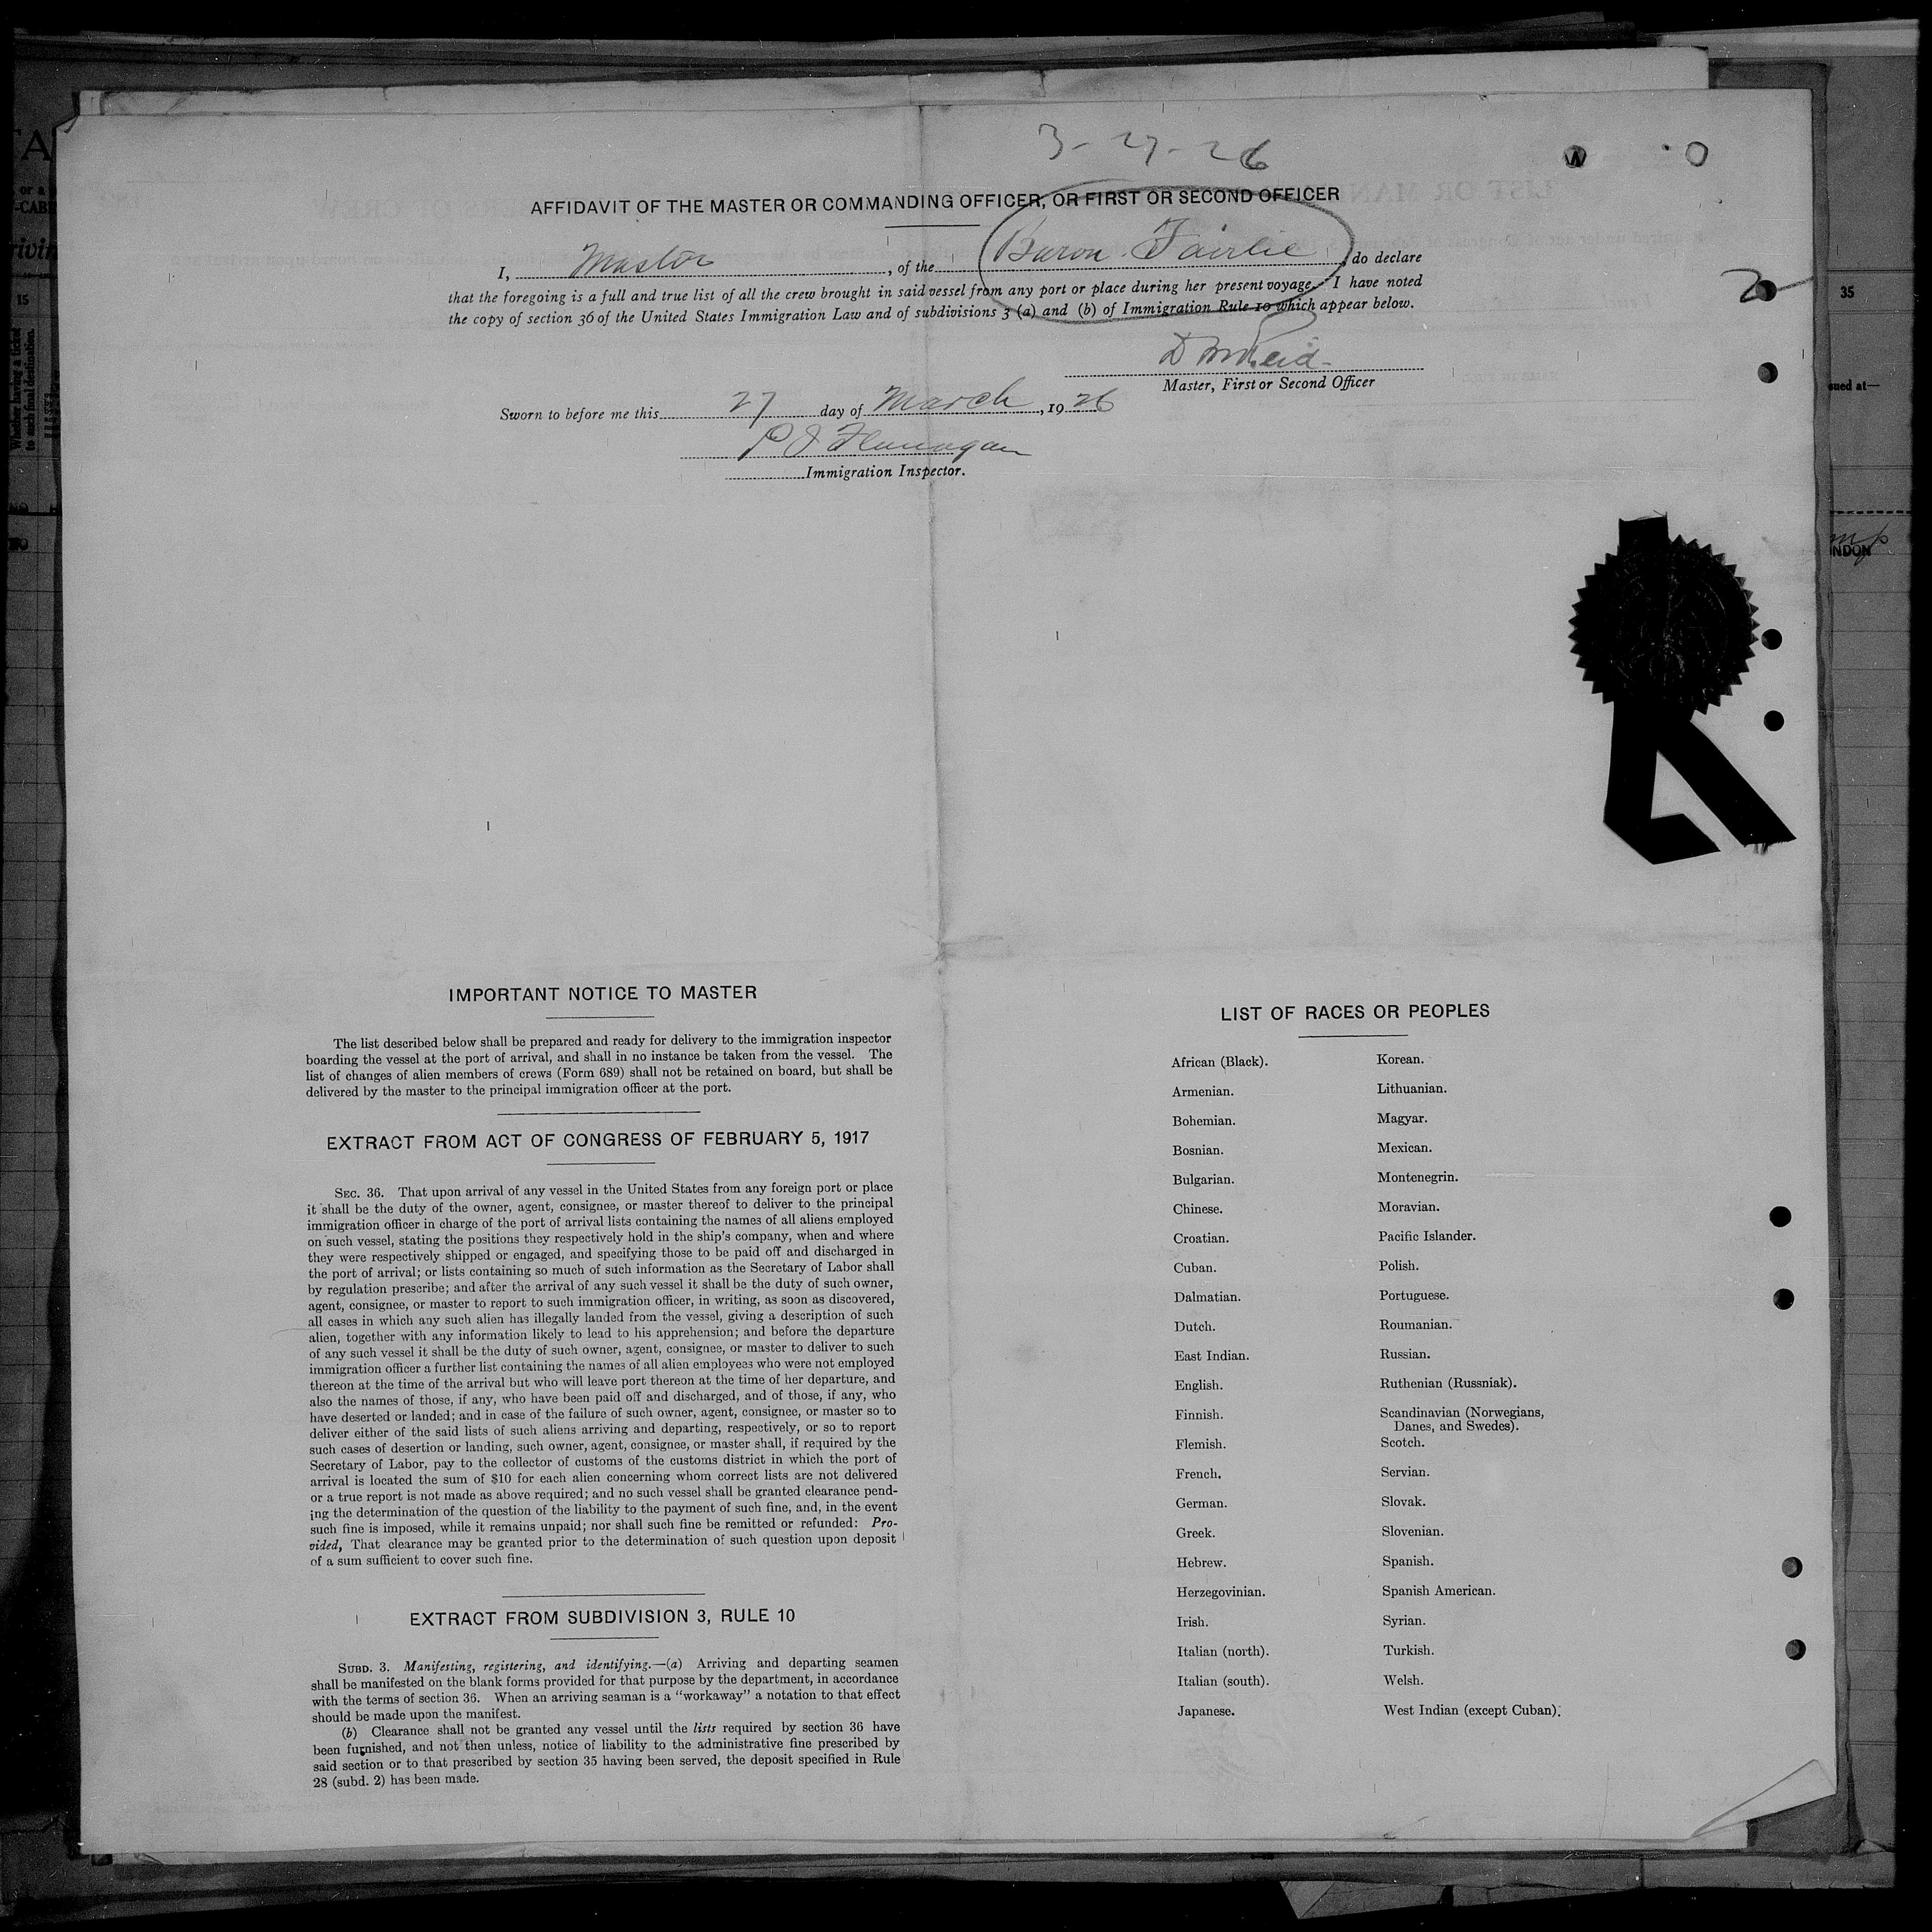 3-27-26
AFFIDAVIT OF THE MASTER OR COMMANDING OFFICER, OR FIRST OR SECOND OFFICER
I, Master, of the Baron Fairlie, do declare
that the foregoing is a full and true list of all the crew brought in said vessel from any port or place during her present voyage. I have noted
the copy of section 36 of the United States Immigration Law and of subdivisions 3 (a) and (b) of Immigration Rule 10 which appear below.
2
Master, First or Second Officer
Sworn to before me this 27 day of March, 1926
P J Flanagan
Immigration Inspector.
IMPORTANT NOTICE TO MASTER
The list described below shall be prepared and ready for delivery to the immigration inspector
boarding the vessel at the port of arrival, and shall in no instance be taken from the vessel. The
list of changes of alien members of crews (Form 689) shall not be retained on board, but shall be
delivered by the master to the principal immigration officer at the port.
EXTRACT FROM ACT OF CONGRESS OF FEBRUARY 5, 1917
SEC. 36. That upon arrival of any vessel in the United States from any foreign port or place
it shall be the duty of the owner, agent, consignee, or master thereof to deliver to the principal
immigration officer in charge of the port of arrival lists containing the names of all aliens employed
on such vessel, stating the positions they respectively hold in the ship's company, when and where
they were respectively shipped or engaged, and specifying those to be paid off and discharged in
the port of arrival; or lists containing so much of such information as the Secretary of Labor shall
by regulation prescribe; and after the arrival of any such vessel it shall be the duty of such owner,
agent, consignee, or master to report to such immigration officer, in writing, as soon as discovered,
all cases in which any such alien has illegally landed from the vessel, giving a description of such
alien, together with any information likely to lead to his apprehension; and before the departure
of any such vessel it shall be the duty of such owner, agent, consignee, or master to deliver to such
immigration officer a further list containing the names of all alien employees who were not employed
thereon at the time of the arrival but who will leave port thereon at the time of her departure, and
also the names of those, if any, who have been paid off and discharged, and of those, if any, who
have deserted or landed; and in case of the failure of such owner, agent, consignee, or master so to
deliver either of the said lists of such aliens arriving and departing, respectively, or so to report
such cases of desertion or landing, such owner, agent, consignee, or master shall, if required by the
Secretary of Labor, pay to the collector of customs of the customs district in which the port of
arrival is located the sum of $10 for each alien concerning whom correct lists are not delivered
or a true report is not made as above required; and no such vessel shall be granted clearance pend-
ing the determination of the question of the liability to the payment of such fine, and, in the event
such fine is imposed, while it remains unpaid; nor shall such fine be remitted or refunded: Pro-
vided, That clearance may be granted prior to the determination of such question upon deposit
of a sum sufficient to cover such fine.
EXTRACT FROM SUBDIVISION 3, RULE 10
SUBD. 3. Manifesting, registering, and identifying.—(a) Arriving and departing seamen
shall be manifested on the blank forms provided for that purpose by the department, in accordance
with the terms of section 36. When an arriving seaman is a "workaway" a notation to that effect
should be made upon the manifest.
(b) Clearance shall not be granted any vessel until the lists required by section 36 have
been furnished, and not then unless, notice of liability to the administrative fine prescribed by
said section or to that prescribed by section 35 having been served, the deposit specified in Rule
28 (subd. 2) has been made.
LIST OF RACES OR PEOPLES
African (Black).
Armenian.
Bohemian.
Bosnian.
Bulgarian.
Chinese.
Croatian.
Cuban.
Dalmatian.
Dutch.
East Indian.
English.
Finnish.
Flemish.
French.
German.
Greek.
Hebrew.
Herzegovinian.
Irish.
Italian (north).
Italian (south).
Japanese.
Korean.
Lithuanian.
Magyar.
Mexican.
Montenegrin.
Moravian.
Pacific Islander.
Polish.
Portuguese.
Roumanian.
Russian.
Ruthenian (Russniak).
Scandinavian (Norwegians,
Danes, and Swedes).
Scotch.
Servian.
Slovak.
Slovenian.
Spanish.
Spanish American.
Syrian.
Turkish.
Welsh.
West Indian (except Cuban).
15
Whether having a ticket
to such final destination.
35
sued at—
NDON